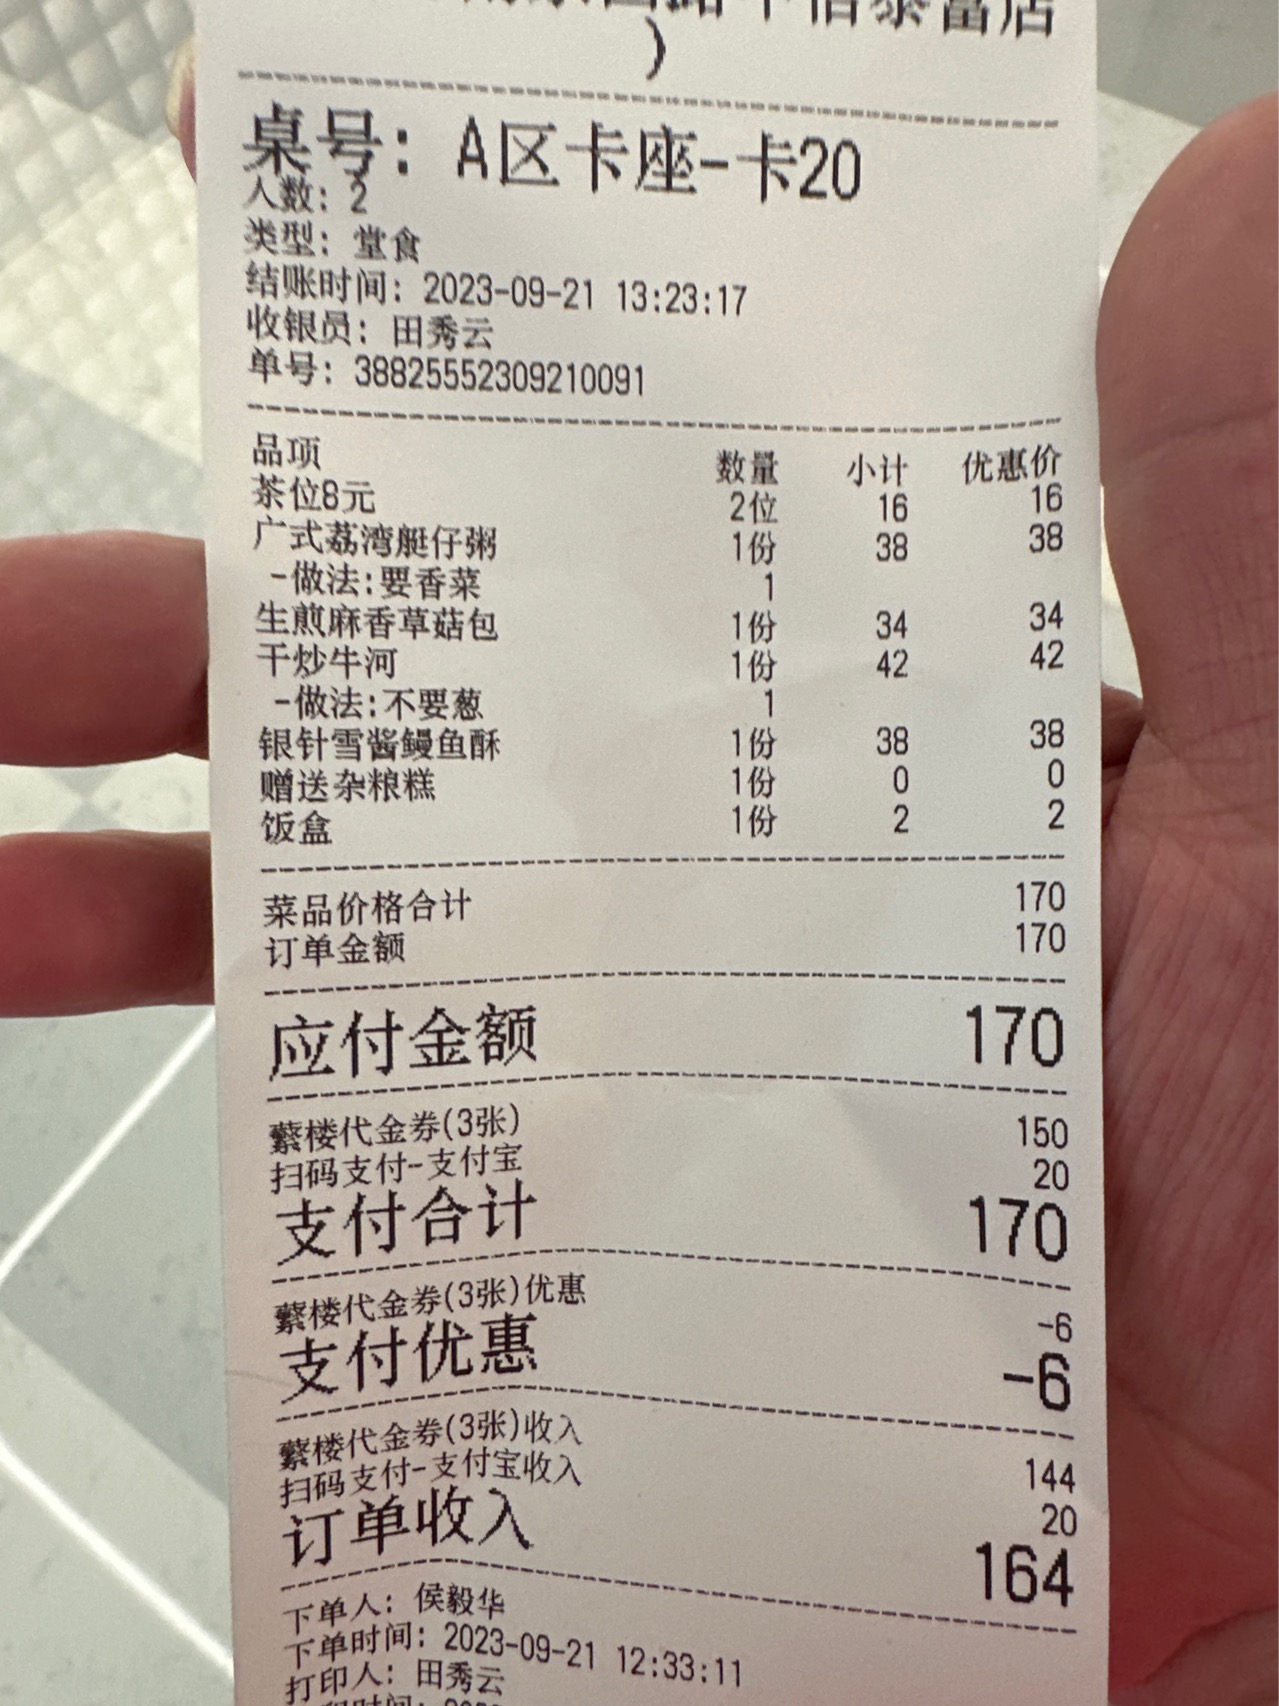 中信泰富店
)
桌号: A区卡座-卡20
人数: 2
类型: 堂食
结账时间: 2023-09-21 13:23:17
收银员: 田秀云
单号: 38825552309210091
品项 数量 小计 优惠价
茶位8元 2位 16 16
广式荔湾艇仔粥 1份 38 38
-做法:要香菜 1
生煎麻香草菇包 1份 34 34
干炒牛河 1份 42 42
-做法:不要葱 1
银针雪酱鳗鱼酥 1份 38 38
赠送杂粮糕 1份 0 0
饭盒 1份 2 2
菜品价格合计 170
订单金额 170
应付金额 170
蘩楼代金券(3张) 150
扫码支付-支付宝 20
支付合计 170
蘩楼代金券(3张)优惠 -6
支付优惠 -6
蘩楼代金券(3张)收入 144
扫码支付-支付宝收入 20
订单收入 164
下单人: 侯毅华
下单时间: 2023-09-21 12:33:11
打印人: 田秀云